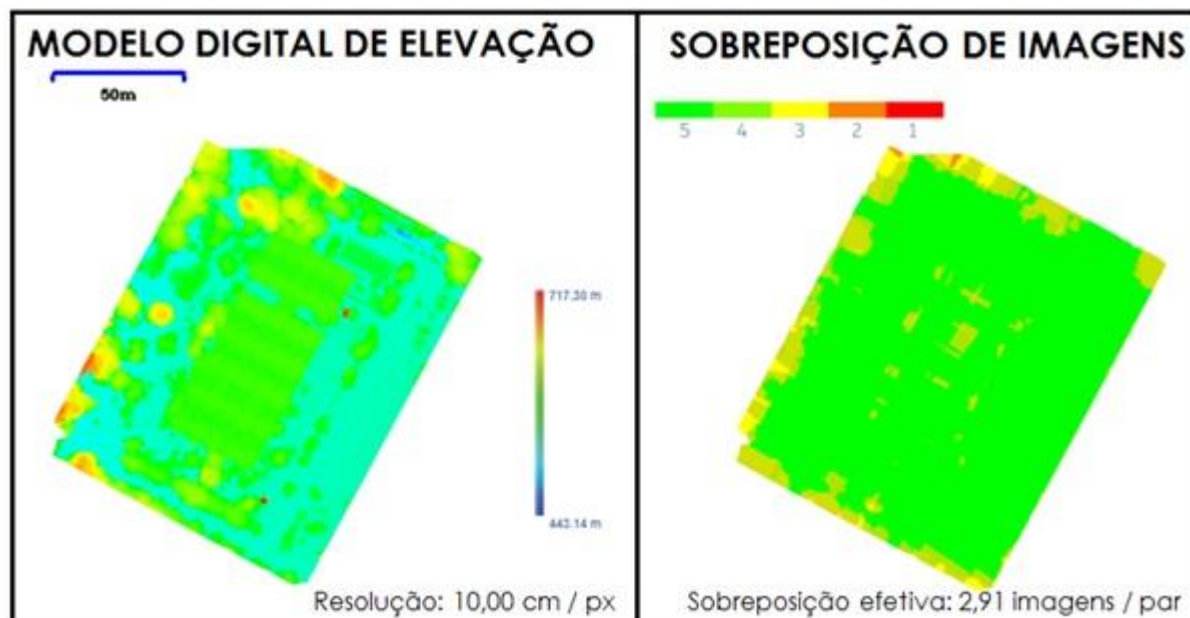 MODELO DIGITAL DE ELEVAÇÃO
50m
717.30 m
443.14 m
Resolução: 10,00 cm / px
SOBREPOSIÇÃO DE IMAGENS
5 4 3 2 1
Sobreposição efetiva: 2,91 imagens / par